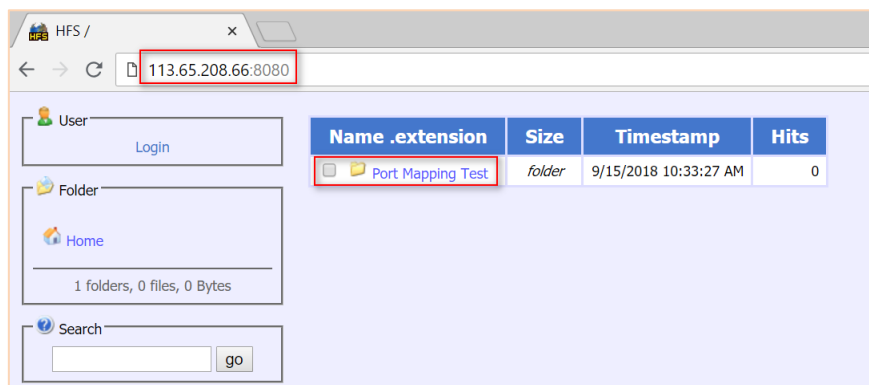 HFS /
113.65.208.66:8080
User
Login
Folder
Home
1 folders, 0 files, 0 Bytes
Search
go
Name .extension Size Timestamp Hits
Port Mapping Test folder 9/15/2018 10:33:27 AM 0